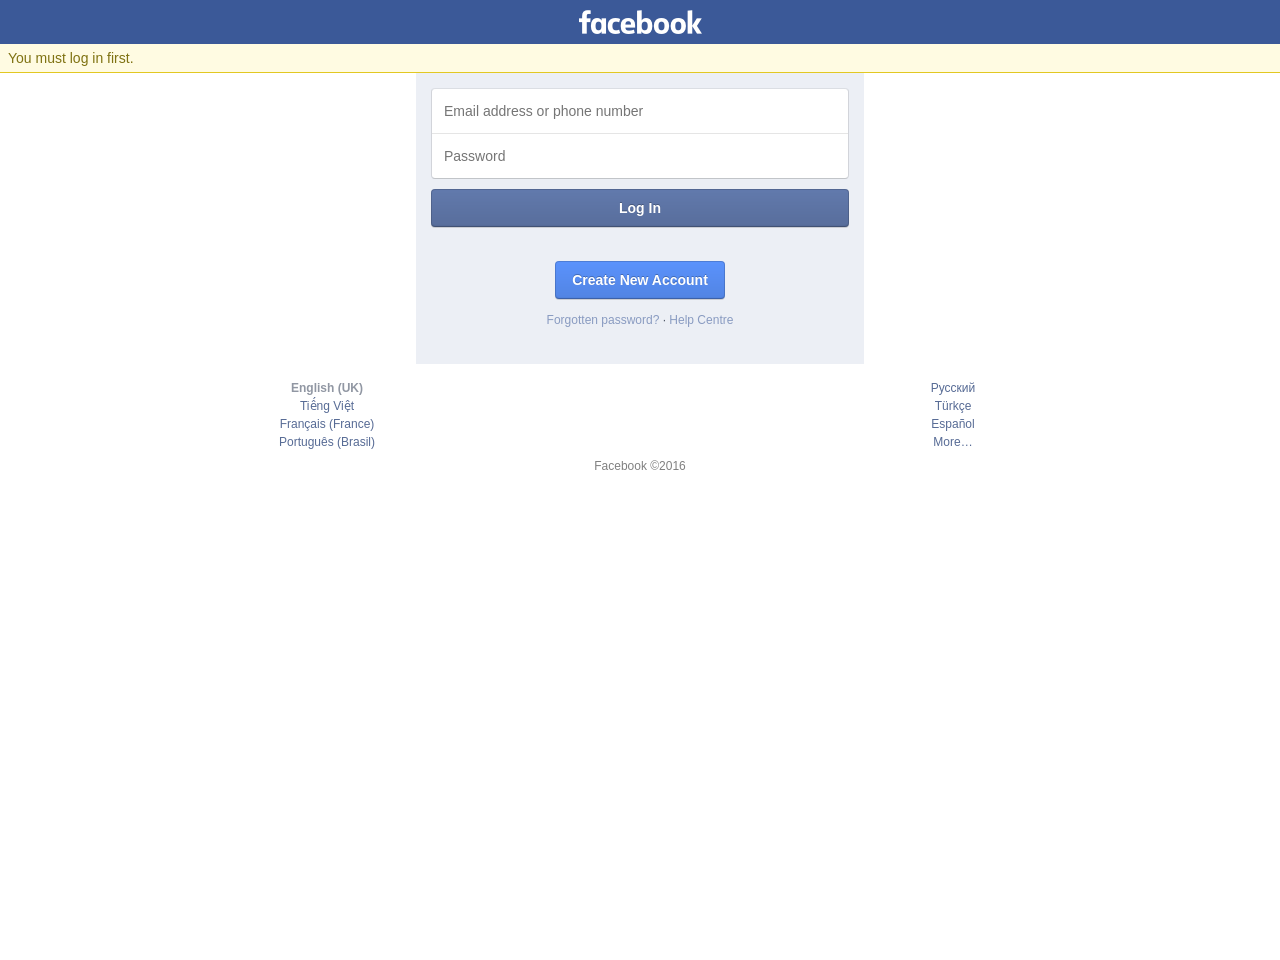 facebook
You must log in first.
Email address or phone number
Password
Log In
Create New Account
Forgotten password? · Help Centre
English (UK)
Tiếng Việt
Français (France)
Português (Brasil)
Русский
Türkçe
Español
More…
Facebook ©2016